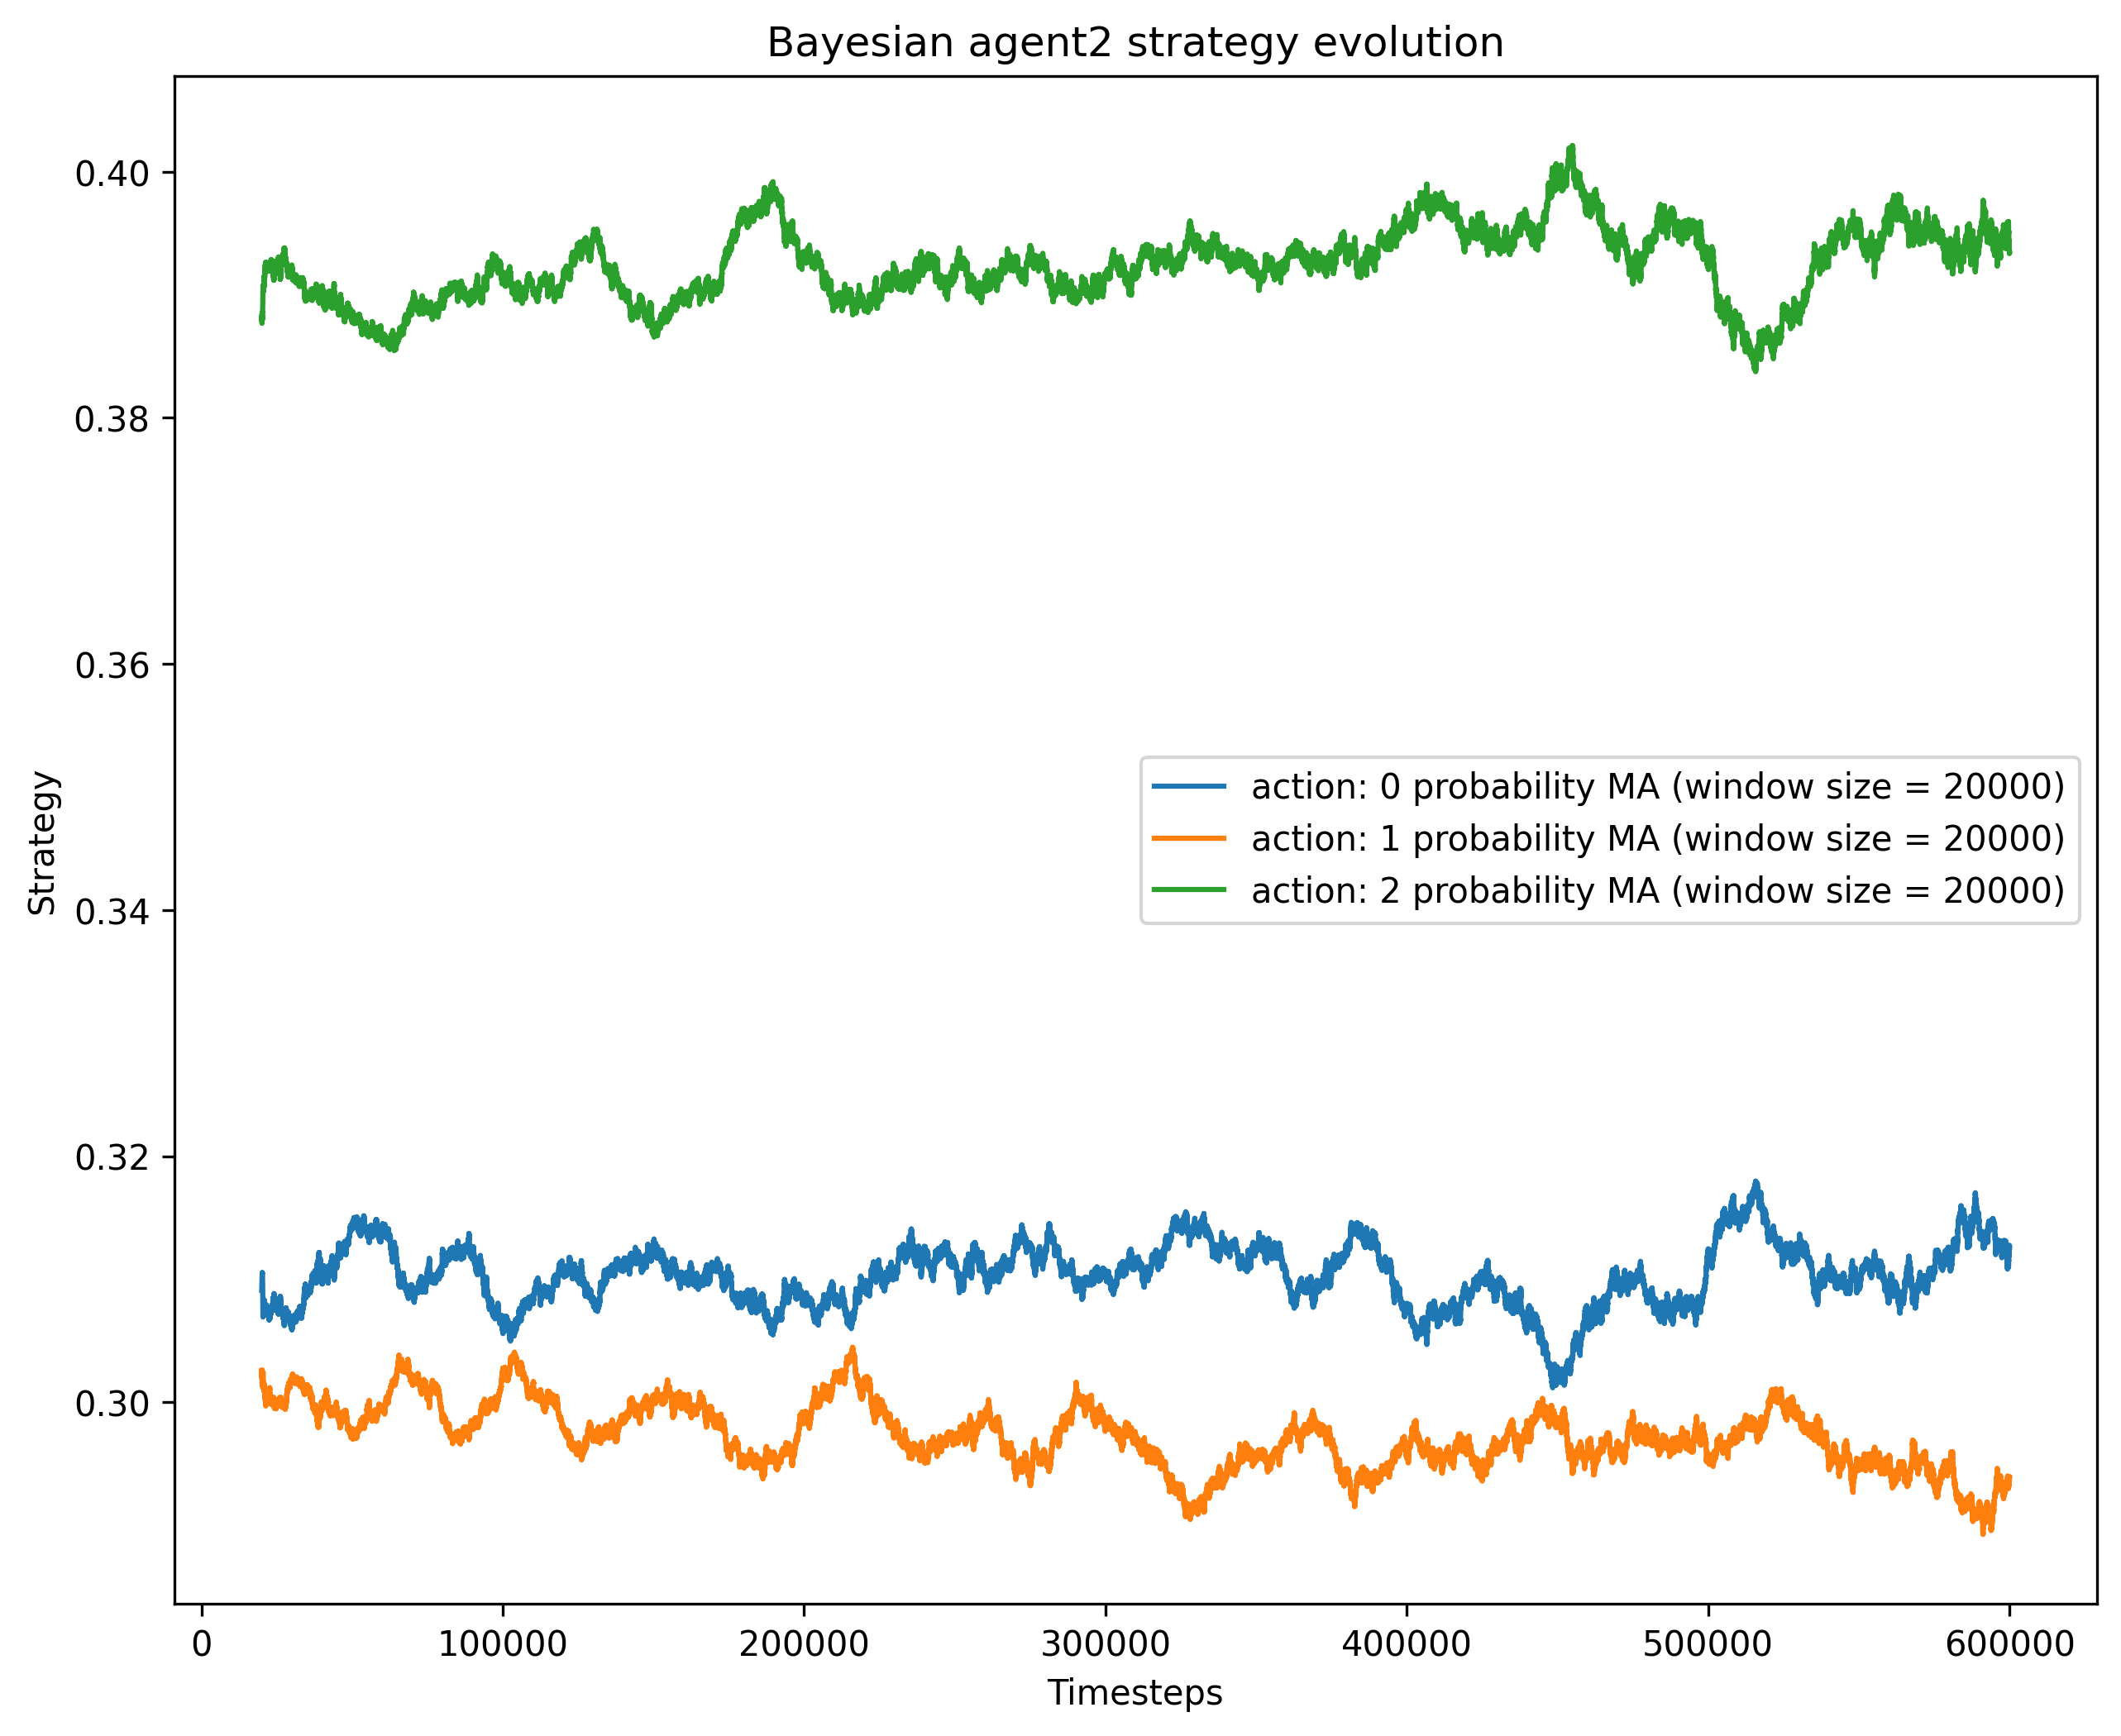 Bayesian agent2 strategy evolution
0.40
0.38
0.36
0.34
0.32
0.30
Strategy
action: 0 probability MA (window size = 20000)
action: 1 probability MA (window size = 20000)
action: 2 probability MA (window size = 20000)
0 100000 200000 300000 400000 500000 600000
Timesteps